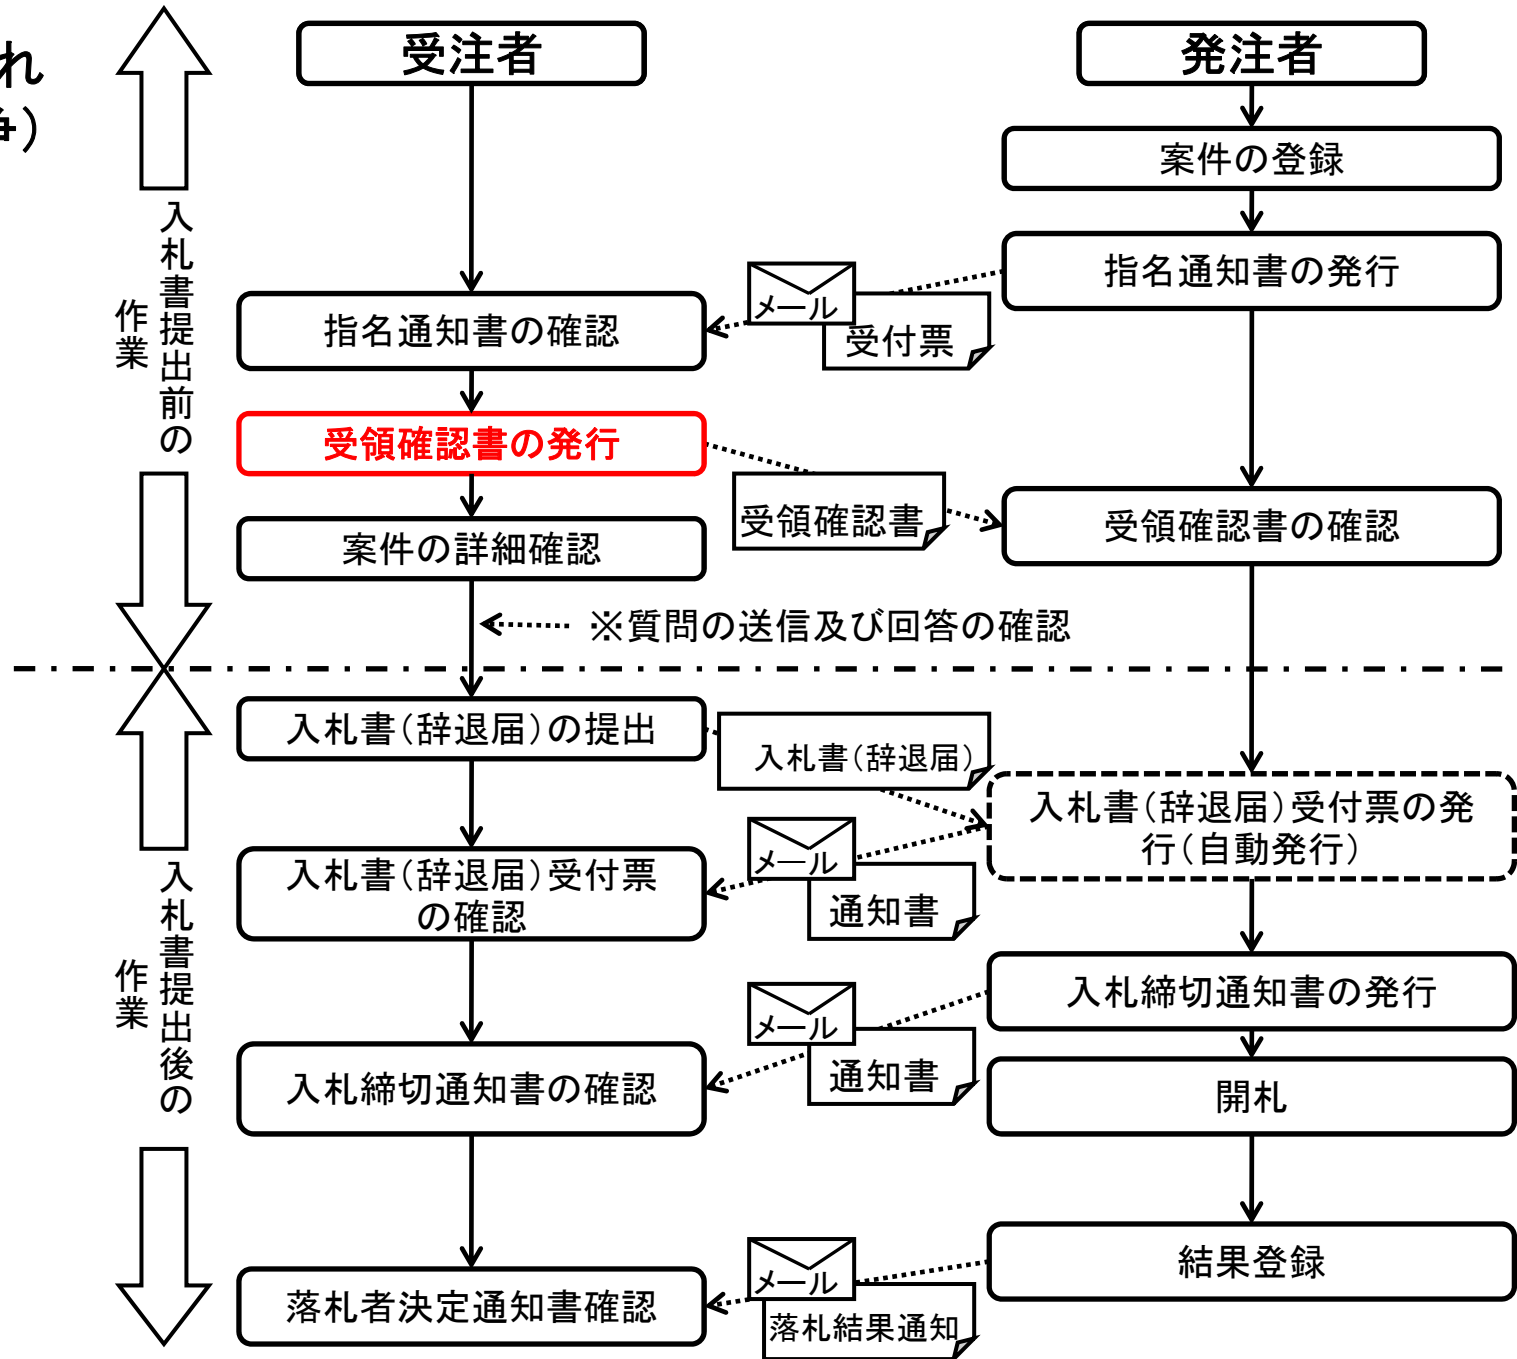 れ
争)
受注者
発注者
案件の登録
指名通知書の発行
メール
受付票
指名通知書の確認
入札書提出前の
作業
受領確認書の発行
受領確認書
受領確認書の確認
案件の詳細確認
※質問の送信及び回答の確認
入札書(辞退届)の提出
入札書(辞退届)
入札書(辞退届)受付票の発
行(自動発行)
メール
通知書
入札書(辞退届)受付票
の確認
入札書提出後の
作業
入札締切通知書の発行
メール
通知書
入札締切通知書の確認
開札
結果登録
メール
落札結果通知
落札者決定通知書確認